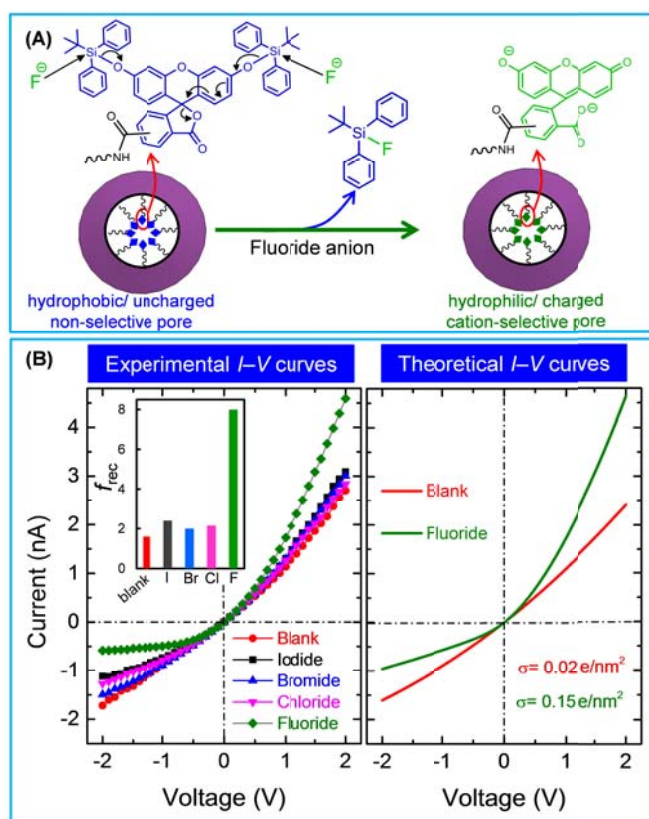 (A)
Si
O
O
O
Si
F⊖
F⊖
O
O
NH
O
Si
F
⊖
O
O
O
O⊖
O
NH
Fluoride anion
hydrophobic/ uncharged
non-selective pore
hydrophilic/ charged
cation-selective pore
(B)
Experimental I–V curves
Theoretical I–V curves
Current (nA)
4
3
2
1
0
-1
-2
f rec
8
6
4
2
0
blank
I
Br
Cl
F
Blank
Iodide
Bromide
Chloride
Fluoride
Blank
Fluoride
σ= 0.02e/nm²
σ= 0.15e/nm²
-2 -1 0 1 2
-2 -1 0 1 2
Voltage (V)
Voltage (V)